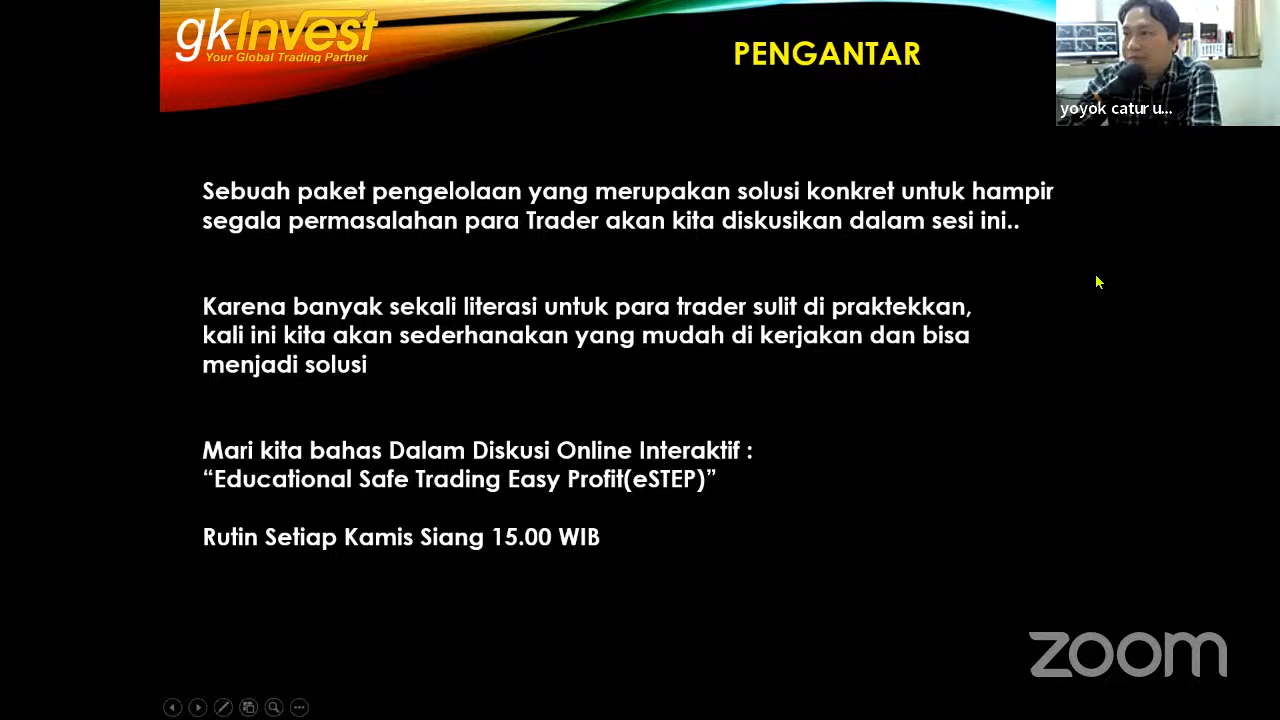 gkInvest
Your Global Trading Partner
PENGANTAR
yoyok catur u...
Sebuah paket pengelolaan yang merupakan solusi konkret untuk hampir
segala permasalahan para Trader akan kita diskusikan dalam sesi ini..
Karena banyak sekali literasi untuk para trader sulit di praktekkan,
kali ini kita akan sederhanakan yang mudah di kerjakan dan bisa
menjadi solusi
Mari kita bahas Dalam Diskusi Online Interaktif :
“Educational Safe Trading Easy Profit(eSTEP)”
Rutin Setiap Kamis Siang 15.00 WIB
zoom